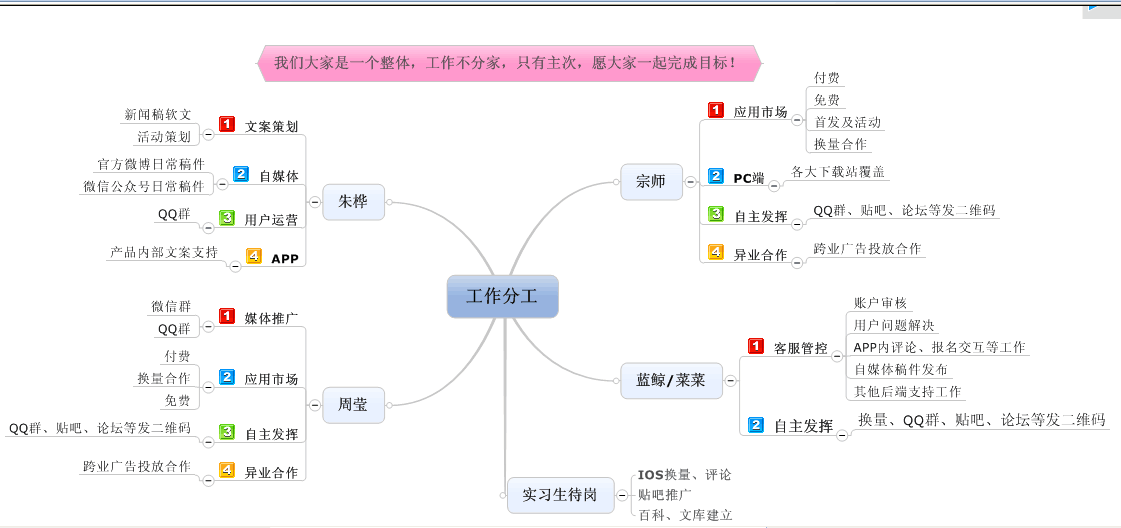 我们大家是一个整体，工作不分家，只有主次，愿大家一起完成目标！
工作分工
朱桦
1 文案策划
新闻稿软文
活动策划
2 自媒体
官方微博日常稿件
微信公众号日常稿件
3 用户运营
QQ群
4 APP
产品内部文案支持
周莹
1 媒体推广
微信群
QQ群
2 应用市场
付费
换量合作
免费
3 自主发挥
QQ群、贴吧、论坛等发二维码
4 异业合作
跨业广告投放合作
宗师
1 应用市场
付费
免费
首发及活动
换量合作
2 PC端
各大下载站覆盖
3 自主发挥
QQ群、贴吧、论坛等发二维码
4 异业合作
跨业广告投放合作
蓝鲸/菜菜
1 客服管控
账户审核
用户问题解决
APP内评论、报名交互等工作
自媒体稿件发布
其他后端支持工作
2 自主发挥
换量、QQ群、贴吧、论坛等发二维码
实习生待岗
IOS换量、评论
贴吧推广
百科、文库建立